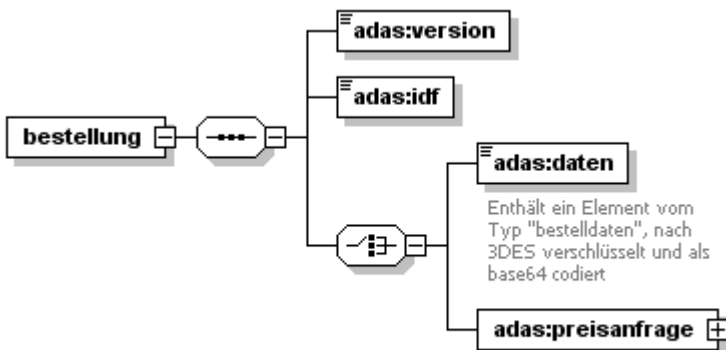 adas:version
adas:idf
bestellung
adas:daten
Enthält ein Element vom
Typ "bestelldaten", nach
3DES verschlüsselt und als
base64 codiert
adas:preisanfrage